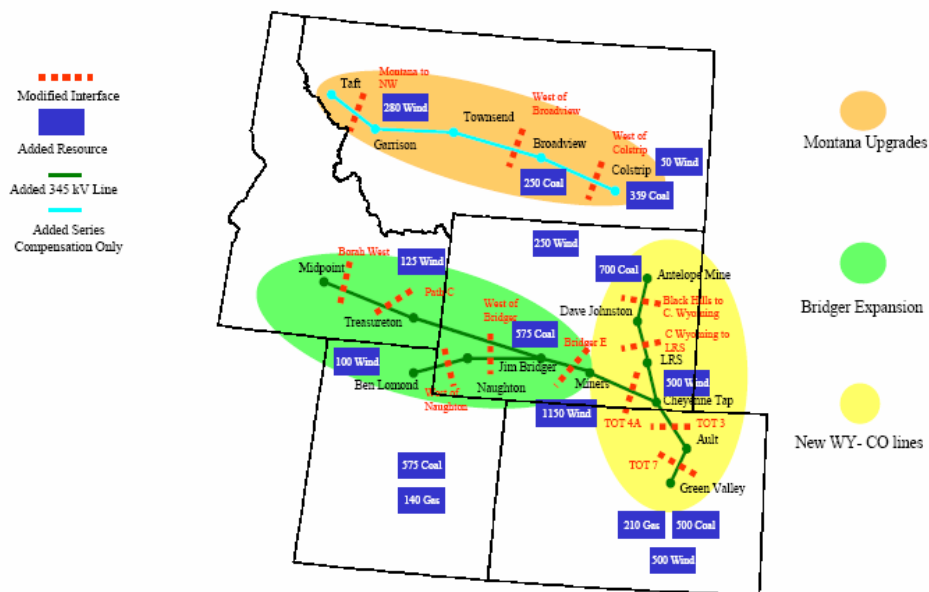 Modified Interface
Added Resource
Added 345 kV Line
Added Series
Compensation Only
Montana to
NW
Taft
280 Wind
Garrison
Townsend
West of
Broadview
Broadview
250 Coal
West of
Colstrip
Colstrip
50 Wind
359 Coal
Montana Upgrades
Borah West
Midpoint
125 Wind
Path C
Treasureton
250 Wind
West of
Bridger
575 Coal
Bridger E
Jim Bridger
Miners
100 Wind
Ben Lomond
West of
Naughton
Naughton
Bridger Expansion
700 Coal
Antelope Mine
Dave Johnston
Black Hills to
C. Wyoming
C Wyoming to
LRS
LRS
500 Wind
Cheyenne Tap
1150 Wind
TOT 4A
TOT 3
Ault
TOT 7
Green Valley
New WY- CO lines
575 Coal
140 Gas
210 Gas
500 Coal
500 Wind